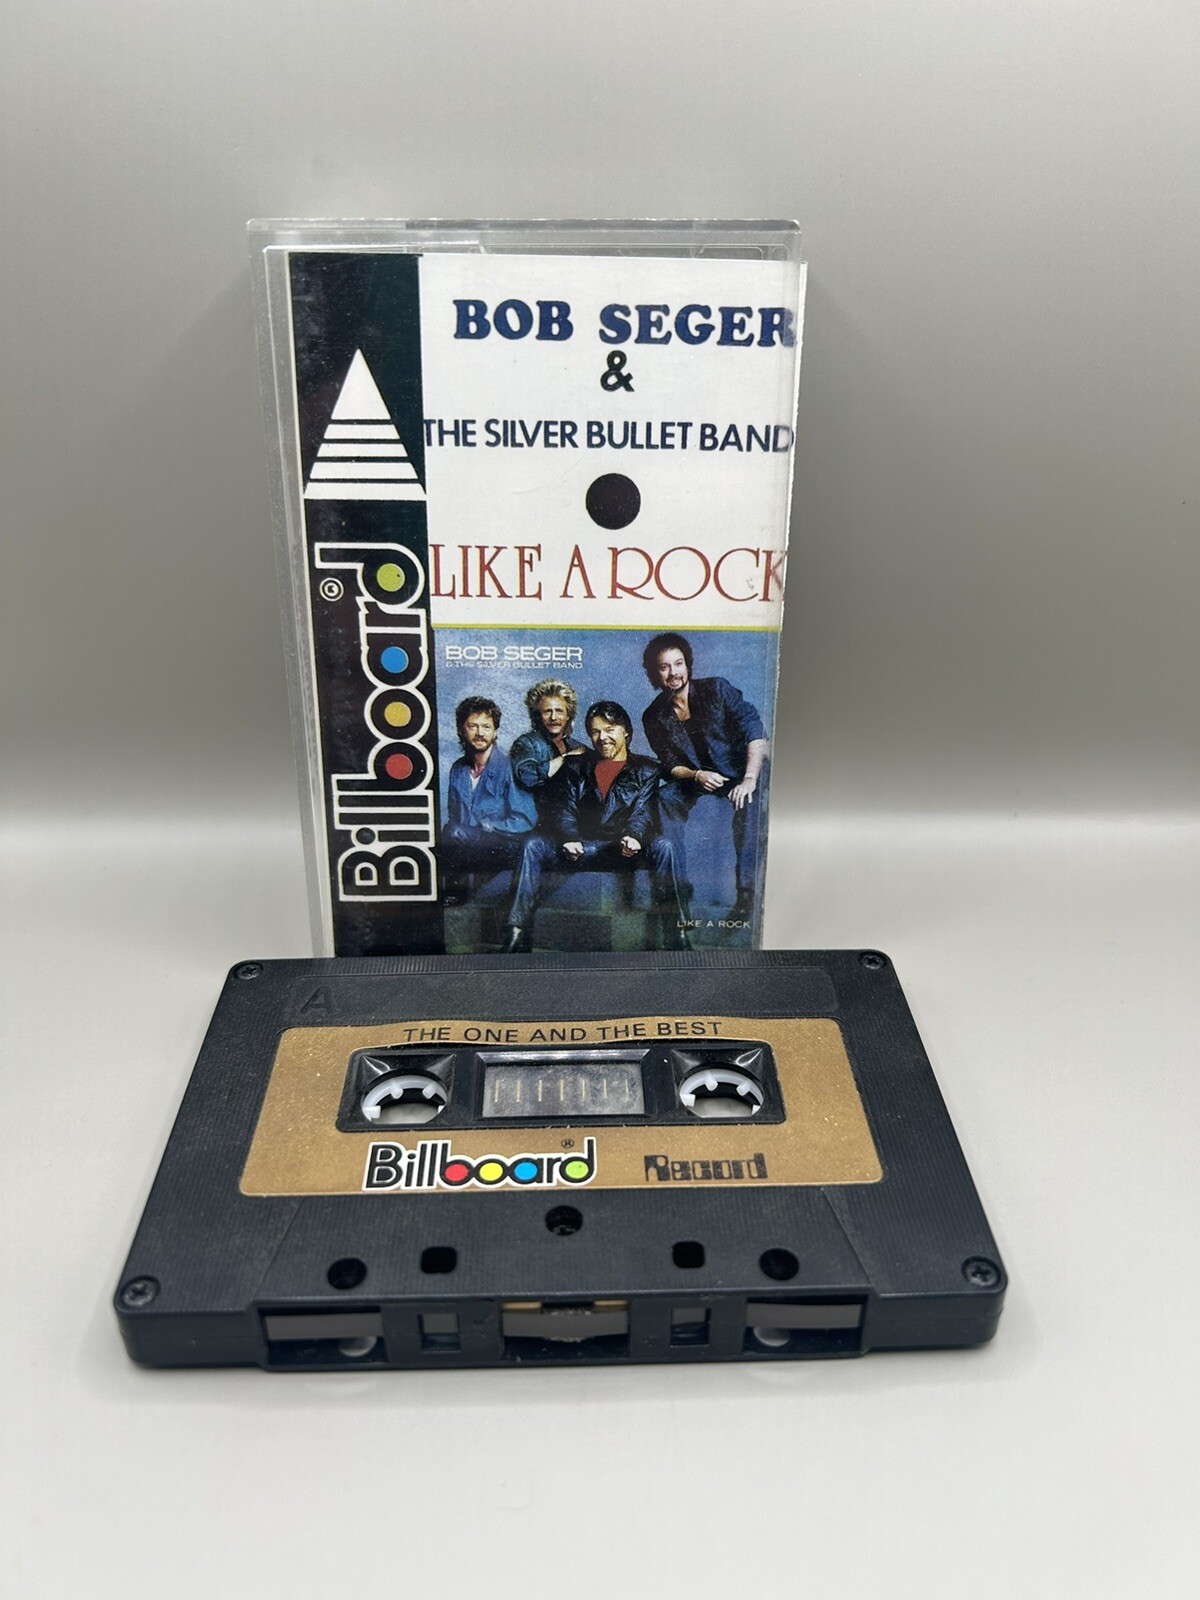 BOB SEGER
&
THE SILVER BULLET BAND
LIKE A ROCK
Billboard®
BOB SEGER
& THE SILVER BULLET BAND
LIKE A ROCK
A
THE ONE AND THE BEST
Billboard®
Record